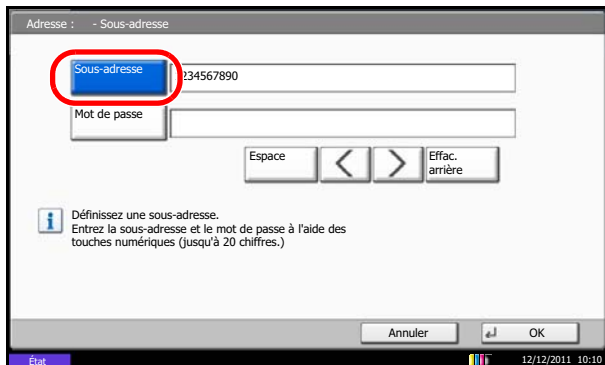 Adresse : - Sous-adresse
Sous-adresse
234567890
Mot de passe
Espace
Effac.
arrière
Définissez une sous-adresse.
Entrez la sous-adresse et le mot de passe à l'aide des
touches numériques (jusqu'à 20 chiffres.)
Annuler
OK
État
12/12/2011 10:10